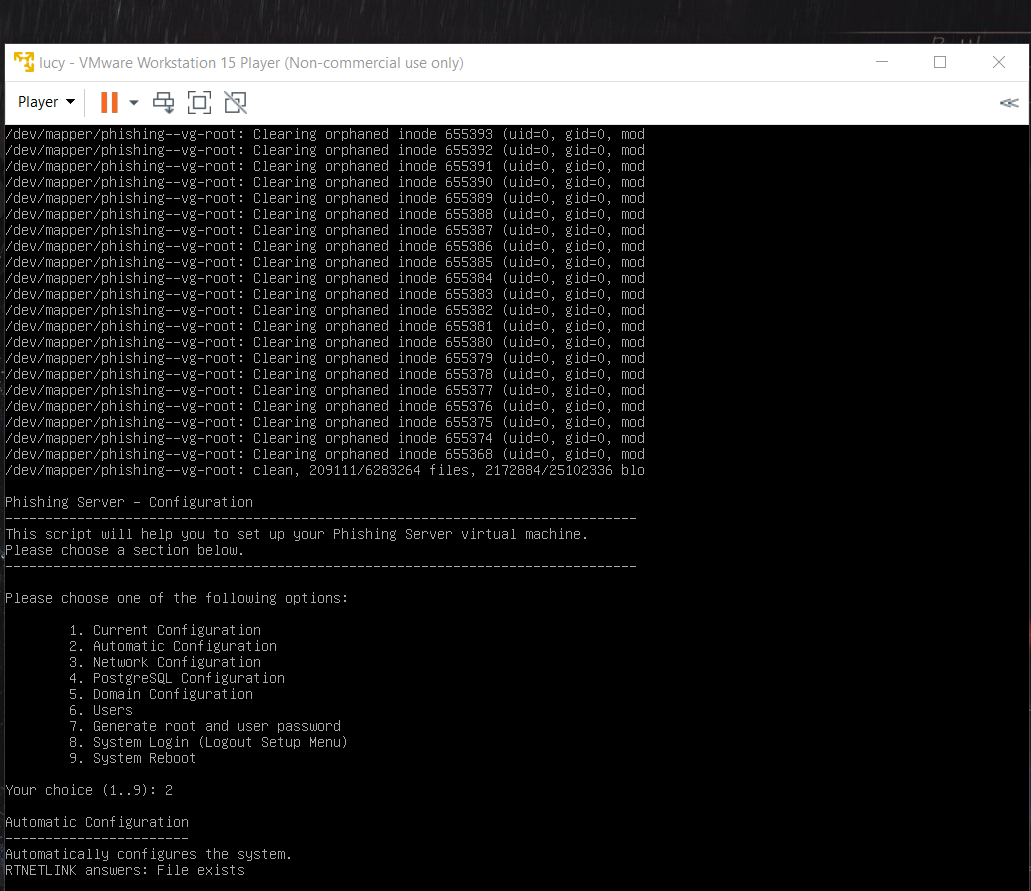 lucy - VMware Workstation 15 Player (Non-commercial use only)
Player
/dev/mapper/phishing--vg-root: Clearing orphaned inode 655393 (uid=0, gid=0, mod
/dev/mapper/phishing--vg-root: Clearing orphaned inode 655392 (uid=0, gid=0, mod
/dev/mapper/phishing--vg-root: Clearing orphaned inode 655391 (uid=0, gid=0, mod
/dev/mapper/phishing--vg-root: Clearing orphaned inode 655390 (uid=0, gid=0, mod
/dev/mapper/phishing--vg-root: Clearing orphaned inode 655389 (uid=0, gid=0, mod
/dev/mapper/phishing--vg-root: Clearing orphaned inode 655388 (uid=0, gid=0, mod
/dev/mapper/phishing--vg-root: Clearing orphaned inode 655387 (uid=0, gid=0, mod
/dev/mapper/phishing--vg-root: Clearing orphaned inode 655386 (uid=0, gid=0, mod
/dev/mapper/phishing--vg-root: Clearing orphaned inode 655385 (uid=0, gid=0, mod
/dev/mapper/phishing--vg-root: Clearing orphaned inode 655384 (uid=0, gid=0, mod
/dev/mapper/phishing--vg-root: Clearing orphaned inode 655383 (uid=0, gid=0, mod
/dev/mapper/phishing--vg-root: Clearing orphaned inode 655382 (uid=0, gid=0, mod
/dev/mapper/phishing--vg-root: Clearing orphaned inode 655381 (uid=0, gid=0, mod
/dev/mapper/phishing--vg-root: Clearing orphaned inode 655380 (uid=0, gid=0, mod
/dev/mapper/phishing--vg-root: Clearing orphaned inode 655379 (uid=0, gid=0, mod
/dev/mapper/phishing--vg-root: Clearing orphaned inode 655378 (uid=0, gid=0, mod
/dev/mapper/phishing--vg-root: Clearing orphaned inode 655377 (uid=0, gid=0, mod
/dev/mapper/phishing--vg-root: Clearing orphaned inode 655376 (uid=0, gid=0, mod
/dev/mapper/phishing--vg-root: Clearing orphaned inode 655375 (uid=0, gid=0, mod
/dev/mapper/phishing--vg-root: Clearing orphaned inode 655374 (uid=0, gid=0, mod
/dev/mapper/phishing--vg-root: Clearing orphaned inode 655368 (uid=0, gid=0, mod
/dev/mapper/phishing--vg-root: clean, 209111/6283264 files, 2172884/25102336 blo
Phishing Server - Configuration
-------------------------------------------------------------------------------
This script will help you to set up your Phishing Server virtual machine.
Please choose a section below.
-------------------------------------------------------------------------------
Please choose one of the following options:
1. Current Configuration
2. Automatic Configuration
3. Network Configuration
4. PostgreSQL Configuration
5. Domain Configuration
6. Users
7. Generate root and user password
8. System Login (Logout Setup Menu)
9. System Reboot
Your choice (1..9): 2
Automatic Configuration
-----------------------
Automatically configures the system.
RTNETLINK answers: File exists